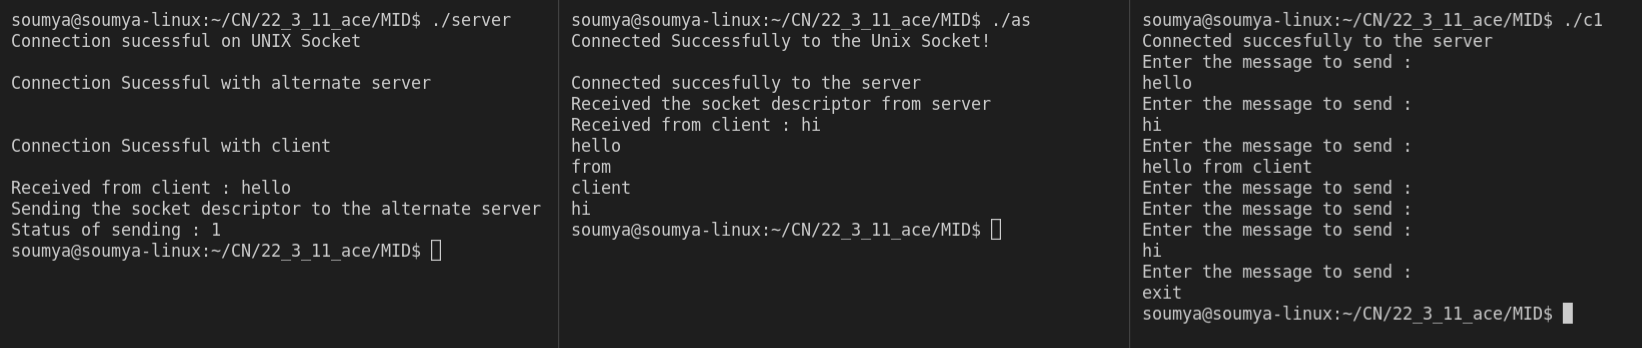 soumya@soumya-linux:~/CN/22_3_11_ace/MID$ ./server
Connection sucessful on UNIX Socket
Connection Sucessful with alternate server
Connection Sucessful with client
Received from client : hello
Sending the socket descriptor to the alternate server
Status of sending : 1
soumya@soumya-linux:~/CN/22_3_11_ace/MID$
soumya@soumya-linux:~/CN/22_3_11_ace/MID$ ./as
Connected Successfully to the Unix Socket!
Connected succesfully to the server
Received the socket descriptor from server
Received from client : hi
hello
from
client
hi
soumya@soumya-linux:~/CN/22_3_11_ace/MID$
soumya@soumya-linux:~/CN/22_3_11_ace/MID$ ./c1
Connected succesfully to the server
Enter the message to send :
hello
Enter the message to send :
hi
Enter the message to send :
hello from client
Enter the message to send :
Enter the message to send :
Enter the message to send :
hi
Enter the message to send :
exit
soumya@soumya-linux:~/CN/22_3_11_ace/MID$